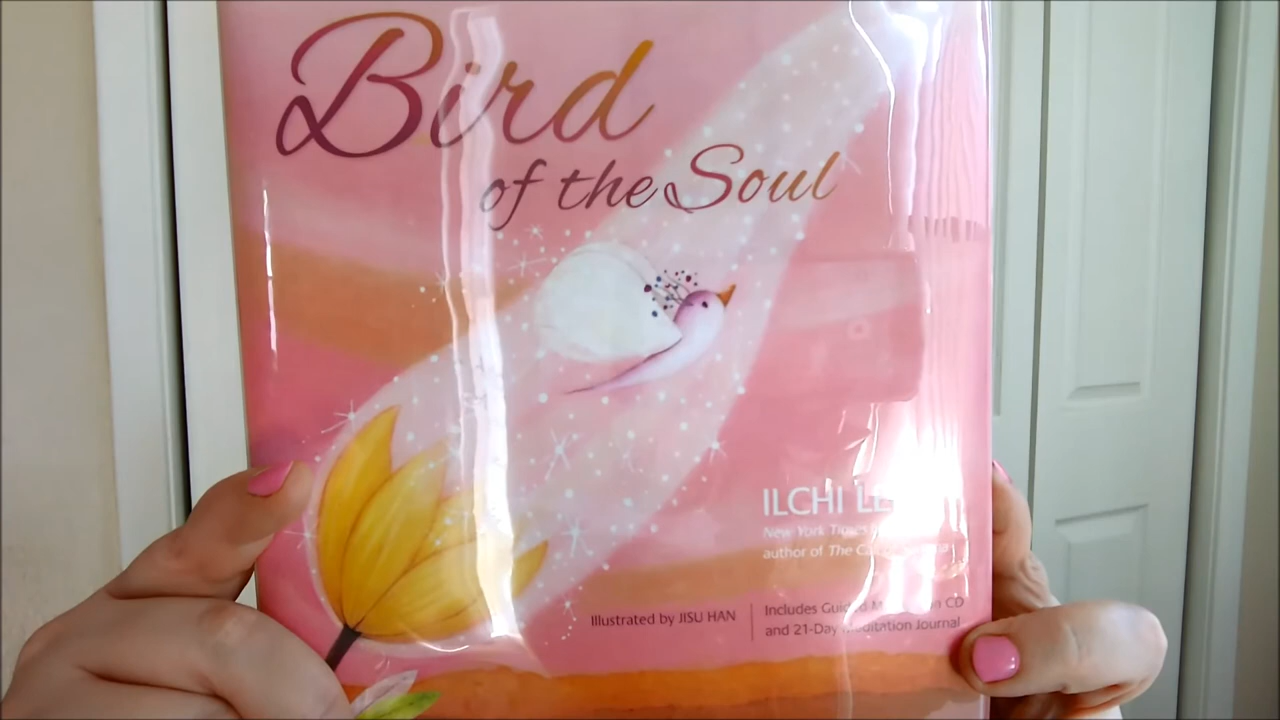 Bird
of the Soul
ILCHI
New York Times
author of The
Illustrated by JISU HAN
Includes Guided Meditation CD
and 21-Day Meditation Journal